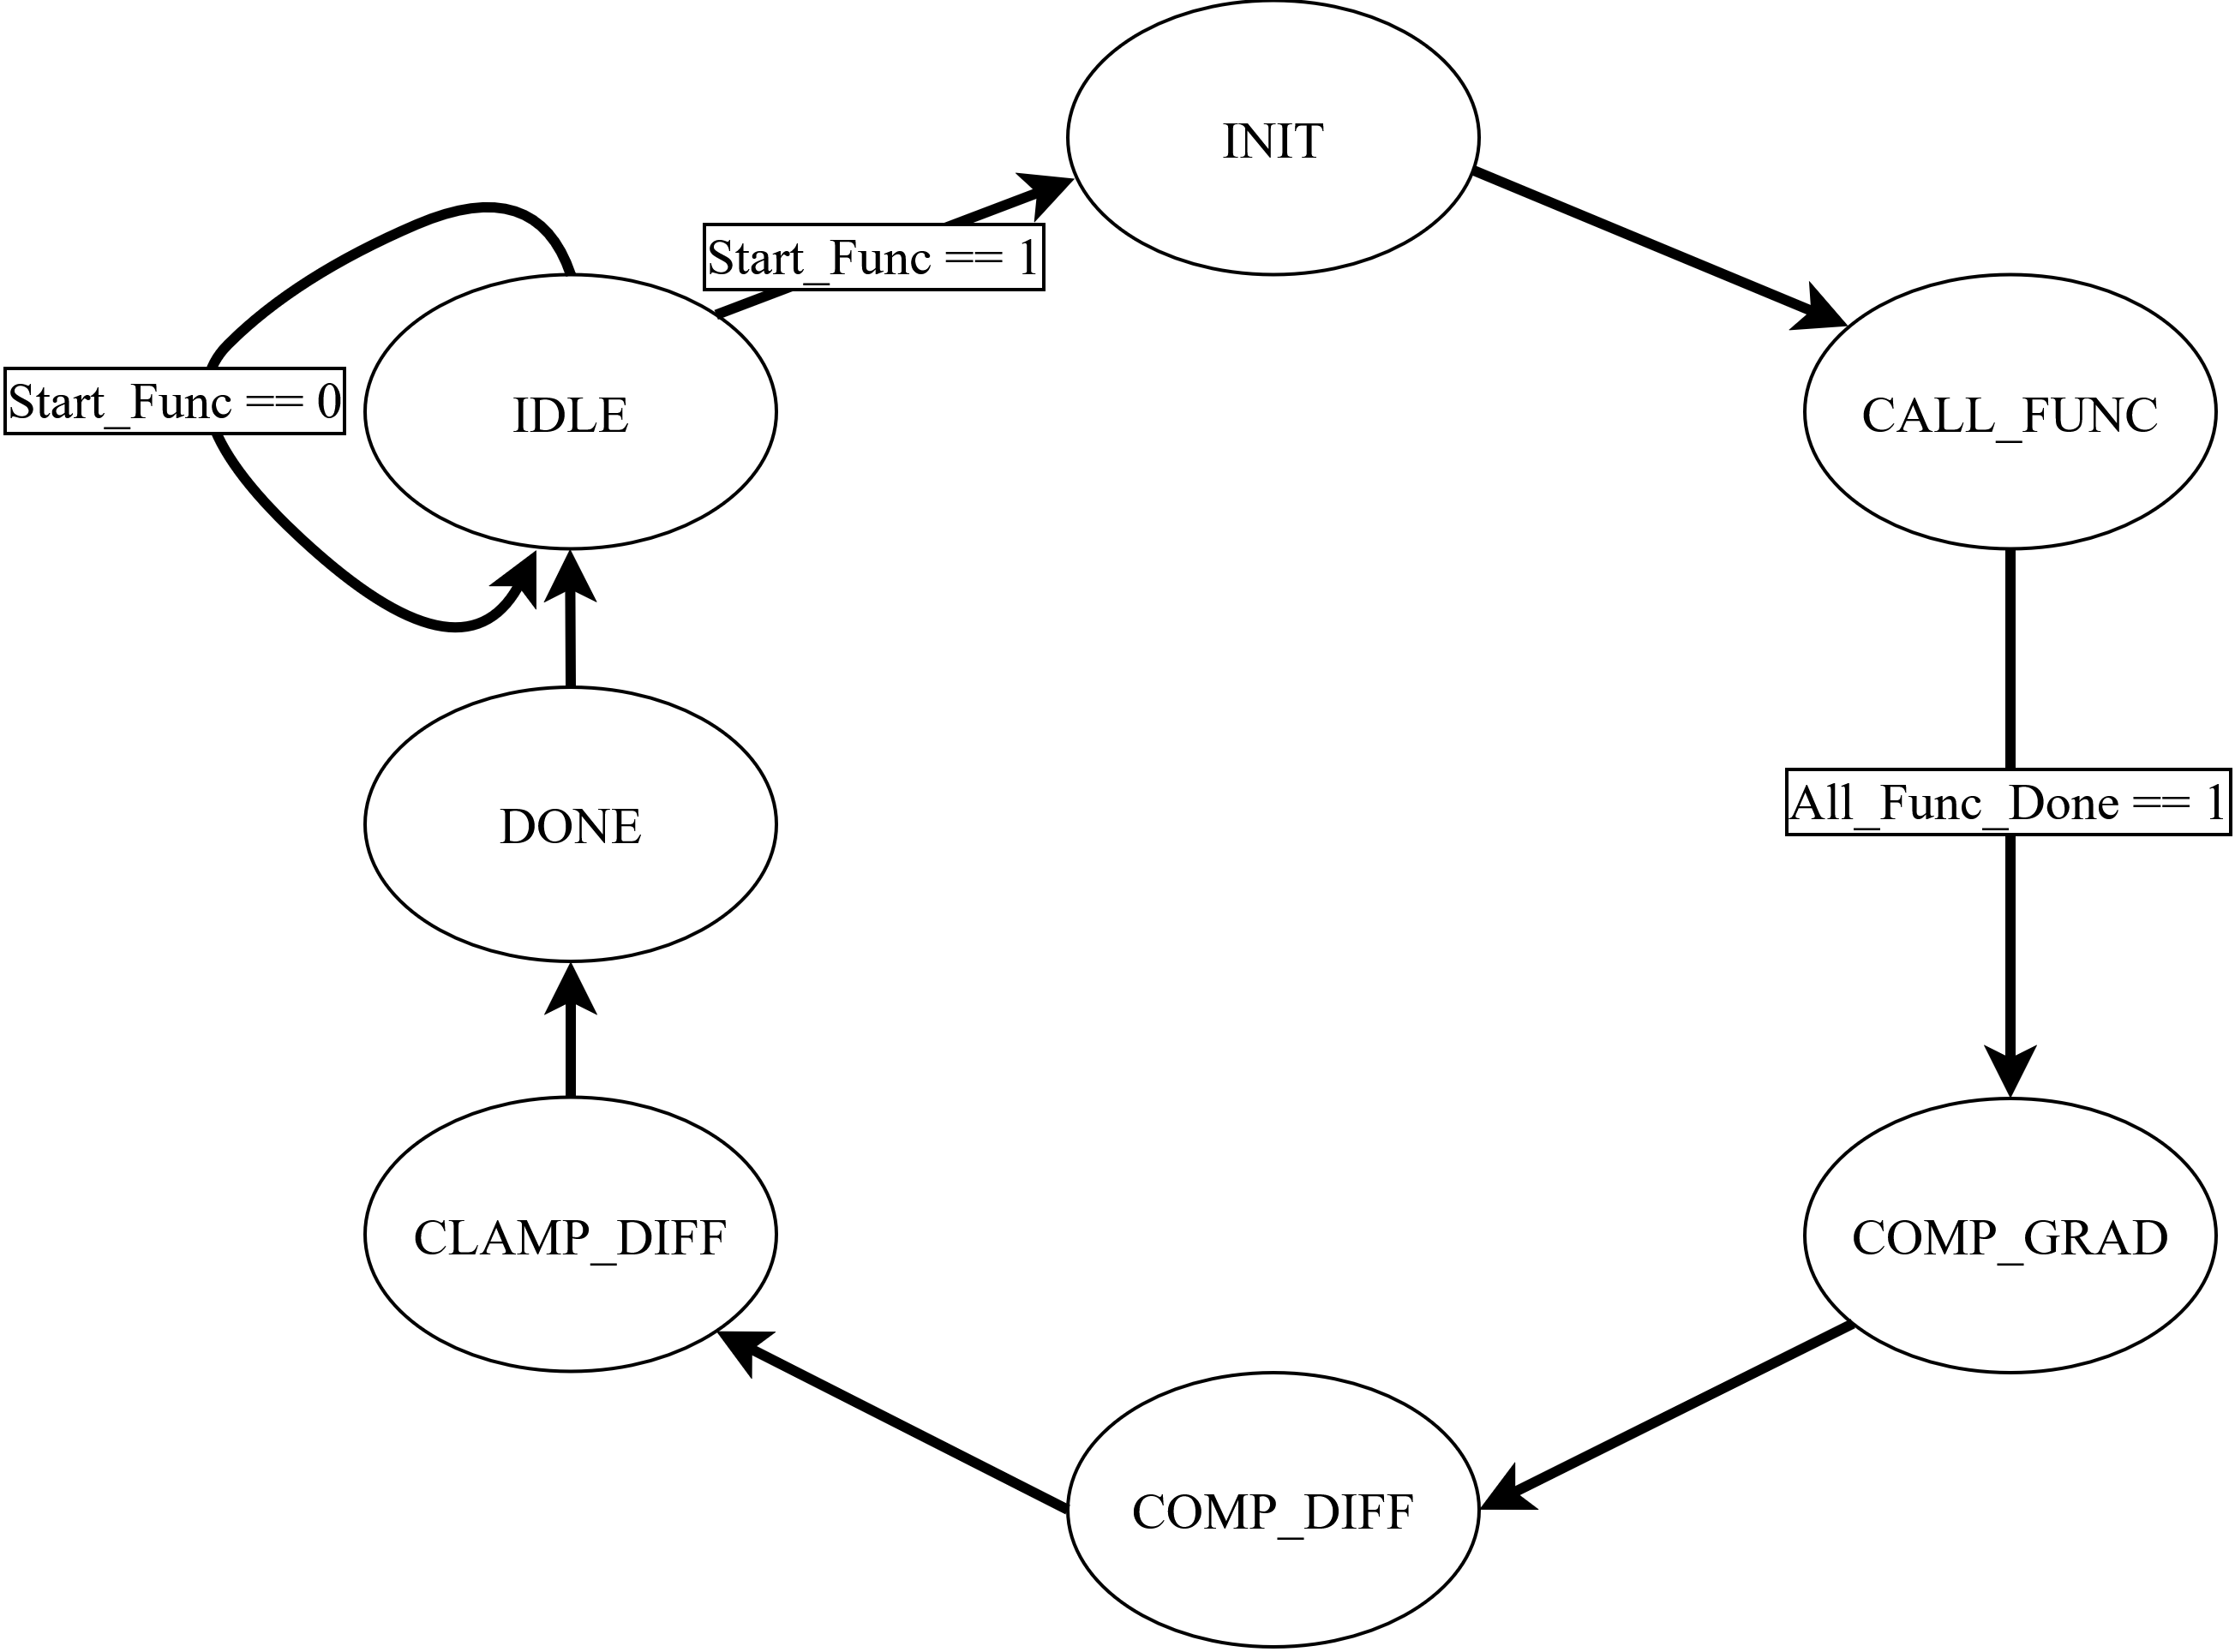 INIT
Start_Func == 1
Start_Func == 0
IDLE
CALL_FUNC
All_Func_Done == 1
DONE
CLAMP_DIFF
COMP_GRAD
COMP_DIFF